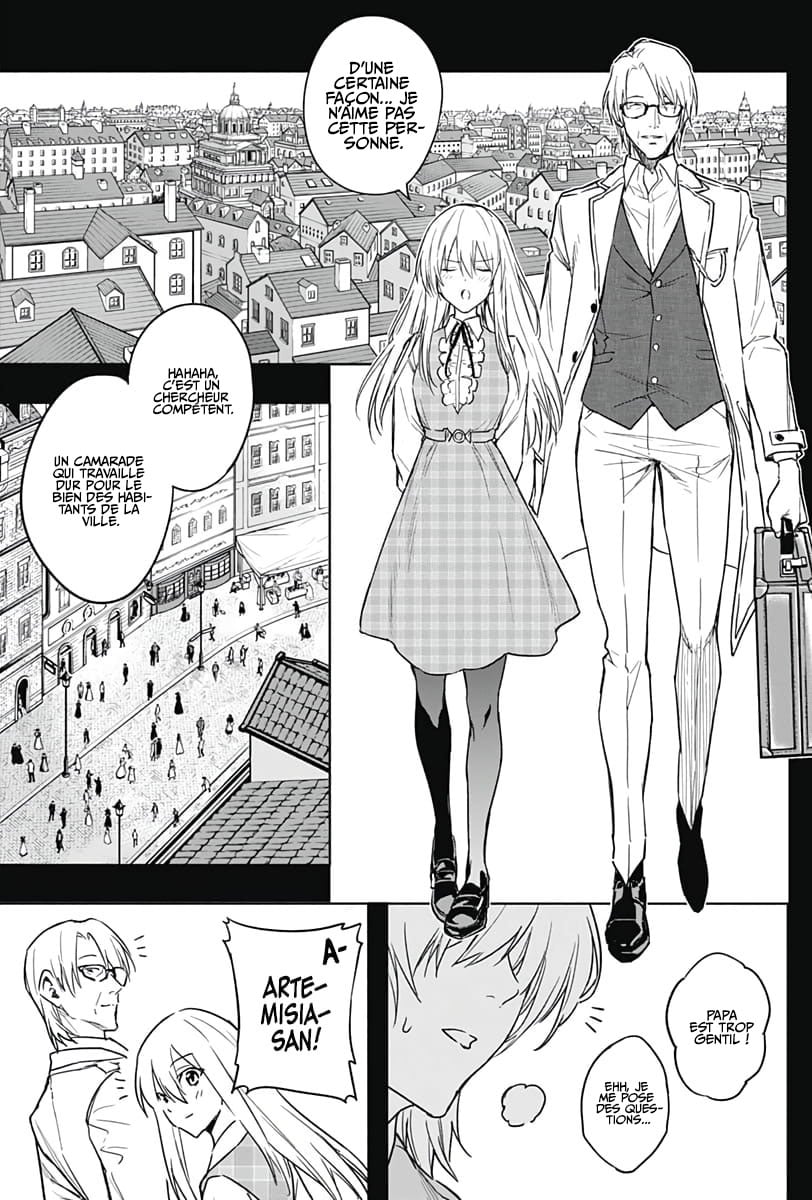 D'UNE
CERTAINE
FAÇON... JE
N'AIME PAS
CETTE PER-
SONNE.
HAHAHA,
C'EST UN
CHERCHEUR
COMPÉTENT.
UN CAMARADE
QUI TRAVAILLE
DUR POUR LE
BIEN DES HABI-
TANTS DE LA
VILLE.
PAPA
EST TROP
GENTIL !
EHH, JE
ME POSE
DES QUES-
TIONS...
A-
ARTE-
MISIA-
SAN!